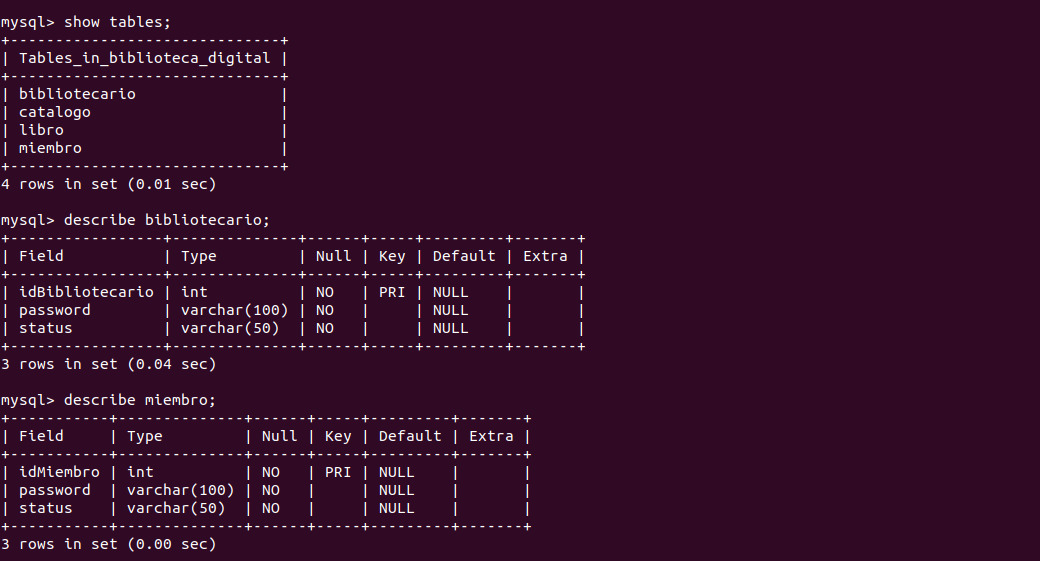 mysql> show tables;
+------------------------------+
| Tables_in_biblioteca_digital |
+------------------------------+
| bibliotecario                |
| catalogo                     |
| libro                        |
| miembro                      |
+------------------------------+
4 rows in set (0.01 sec)

mysql> describe bibliotecario;
+-----------------+--------------+------+-----+---------+-------+
| Field           | Type         | Null | Key | Default | Extra |
+-----------------+--------------+------+-----+---------+-------+
| idBibliotecario | int          | NO   | PRI | NULL    |       |
| password        | varchar(100) | NO   |     | NULL    |       |
| status          | varchar(50)  | NO   |     | NULL    |       |
+-----------------+--------------+------+-----+---------+-------+
3 rows in set (0.04 sec)

mysql> describe miembro;
+-----------+--------------+------+-----+---------+-------+
| Field     | Type         | Null | Key | Default | Extra |
+-----------+--------------+------+-----+---------+-------+
| idMiembro | int          | NO   | PRI | NULL    |       |
| password  | varchar(100) | NO   |     | NULL    |       |
| status    | varchar(50)  | NO   |     | NULL    |       |
+-----------+--------------+------+-----+---------+-------+
3 rows in set (0.00 sec)